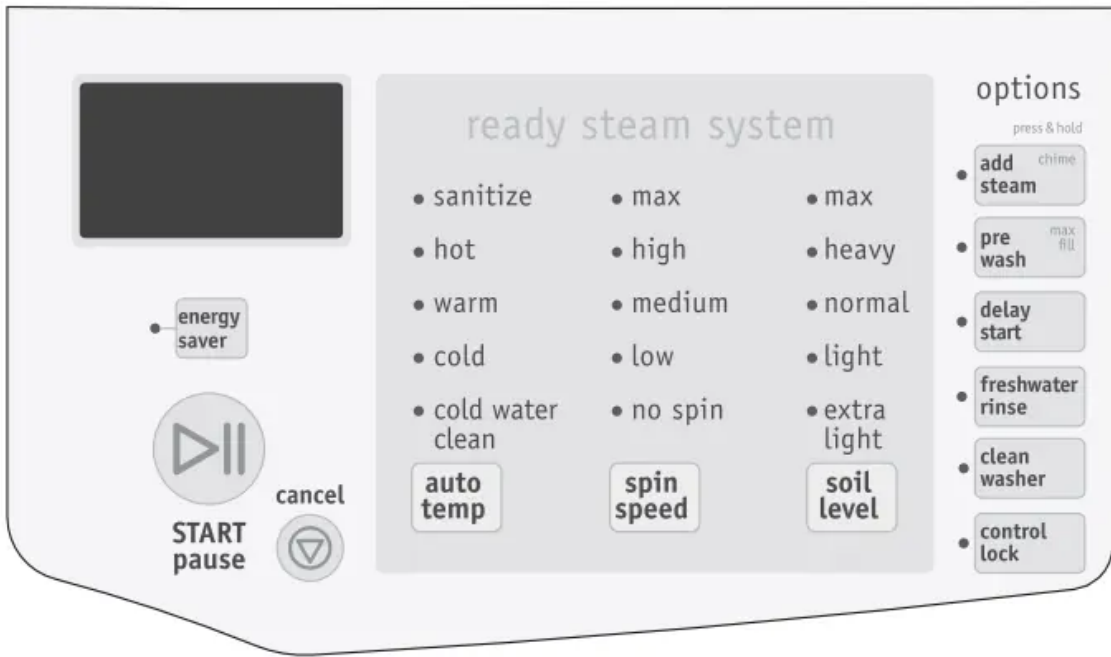 ready steam system
sanitize
hot
warm
cold
cold water
clean
auto
temp
max
high
medium
low
no spin
spin
speed
max
heavy
normal
light
extra
light
soil
level
energy
saver
START
pause
cancel
options
press & hold
add chime
steam
pre max
wash fill
delay
start
freshwater
rinse
clean
washer
control
lock